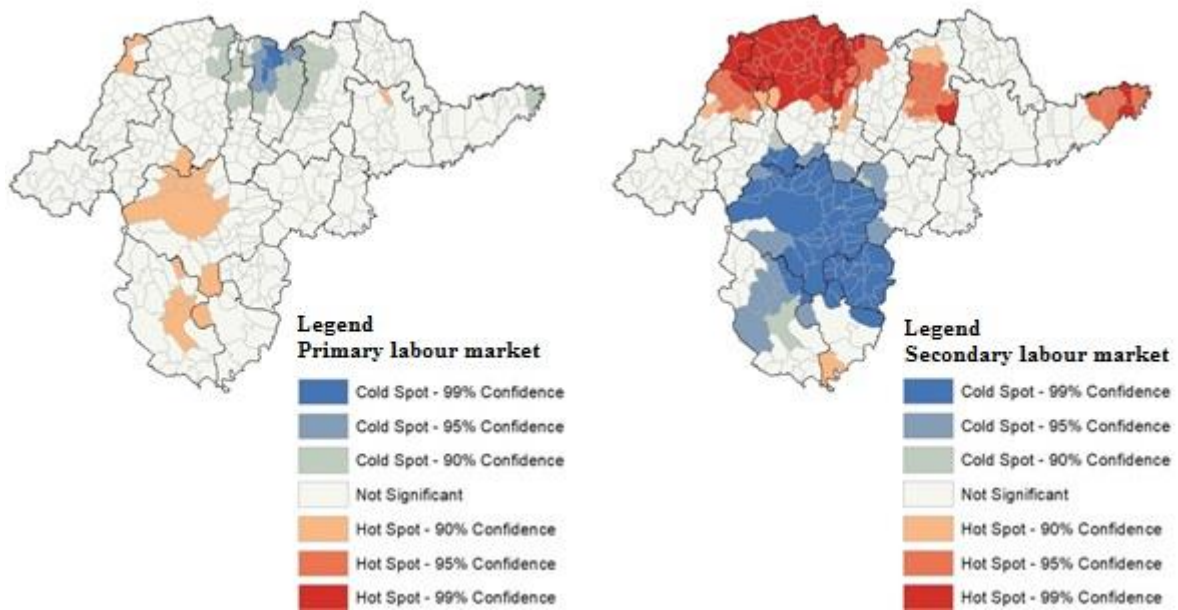 Legend
Primary labour market
Cold Spot - 99% Confidence
Cold Spot - 95% Confidence
Cold Spot - 90% Confidence
Not Significant
Hot Spot - 90% Confidence
Hot Spot - 95% Confidence
Hot Spot - 99% Confidence
Legend
Secondary labour market
Cold Spot - 99% Confidence
Cold Spot - 95% Confidence
Cold Spot - 90% Confidence
Not Significant
Hot Spot - 90% Confidence
Hot Spot - 95% Confidence
Hot Spot - 99% Confidence